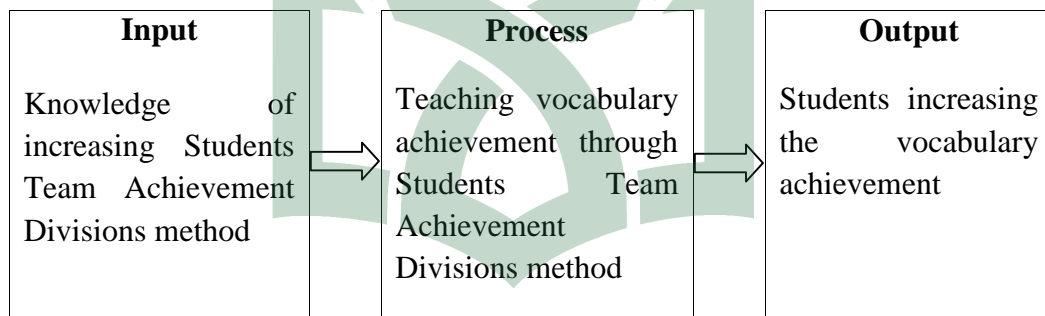 Input
Knowledge of
increasing Students
Team Achievement
Divisions method
Process
Teaching vocabulary
achievement through
Students Team
Achievement
Divisions method
Output
Students increasing
the vocabulary
achievement